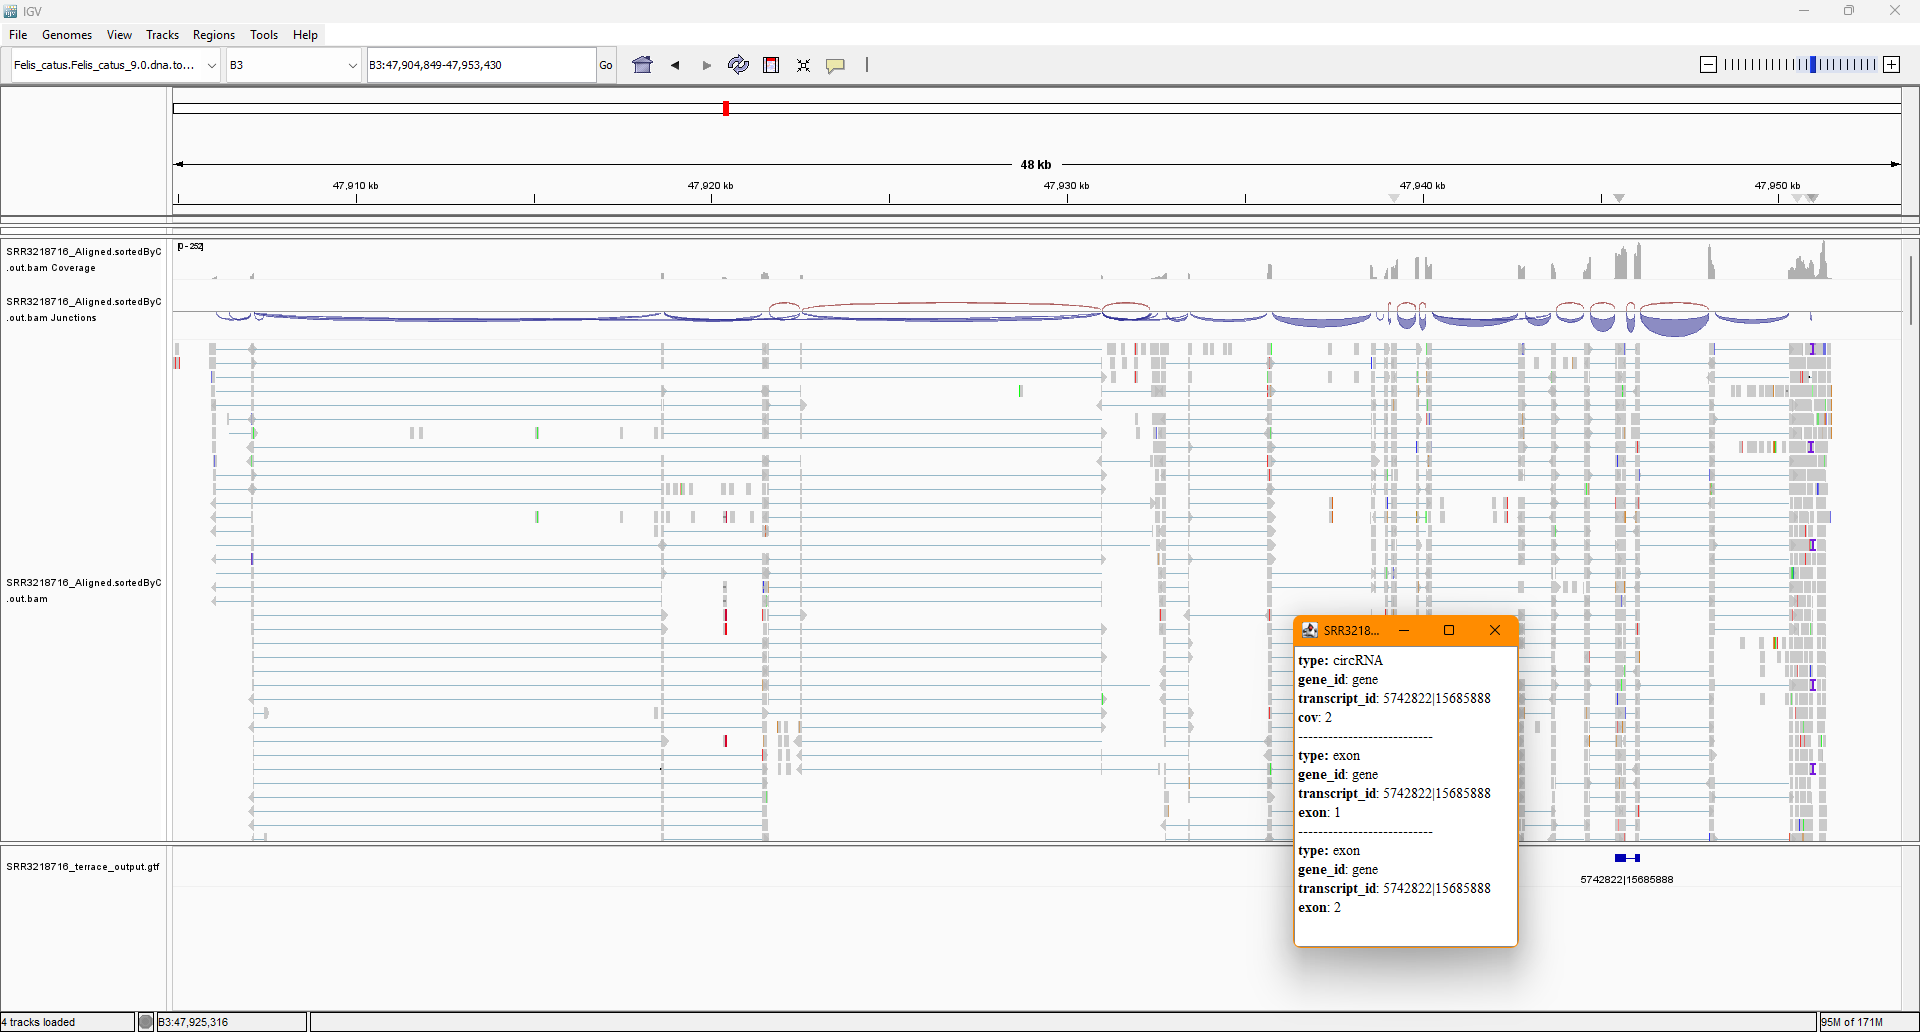 IGV
File Genomes View Tracks Regions Tools Help
Felis_catus.Felis_catus_9.0.dna.to... B3 B3:47,904,849-47,953,430 Go
48 kb
47,910 kb 47,920 kb 47,930 kb 47,940 kb 47,950 kb
SRR3218716_Aligned.sortedByC
.out.bam Coverage
[0 - 252]
SRR3218716_Aligned.sortedByC
.out.bam Junctions
SRR3218716_Aligned.sortedByC
.out.bam
SRR3218...
type: circRNA
gene_id: gene
transcript_id: 5742822|15685888
cov: 2
---------------------------
type: exon
gene_id: gene
transcript_id: 5742822|15685888
exon: 1
---------------------------
type: exon
gene_id: gene
transcript_id: 5742822|15685888
exon: 2
SRR3218716_terrace_output.gtf
5742822|15685888
4 tracks loaded B3:47,925,316 95M of 171M